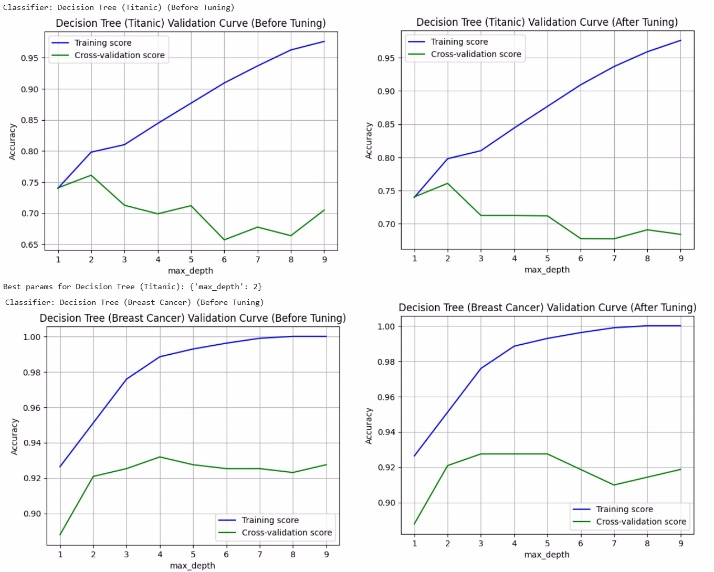 Classifier: Decision Tree (Titanic) (Before Tuning)
Decision Tree (Titanic) Validation Curve (Before Tuning)
Training score
Cross-validation score
0.95
0.90
0.85
0.80
0.75
0.70
0.65
Accuracy
1 2 3 4 5 6 7 8 9
max_depth
Decision Tree (Titanic) Validation Curve (After Tuning)
Training score
Cross-validation score
0.95
0.90
0.85
0.80
0.75
0.70
Accuracy
1 2 3 4 5 6 7 8 9
max_depth
Best params for Decision Tree (Titanic): {'max_depth': 2}
Classifier: Decision Tree (Breast Cancer) (Before Tuning)
Decision Tree (Breast Cancer) Validation Curve (Before Tuning)
1.00
0.98
0.96
0.94
0.92
0.90
Accuracy
Training score
Cross-validation score
1 2 3 4 5 6 7 8 9
max_depth
Decision Tree (Breast Cancer) Validation Curve (After Tuning)
1.00
0.98
0.96
0.94
0.92
0.90
Accuracy
Training score
Cross-validation score
1 2 3 4 5 6 7 8 9
max_depth